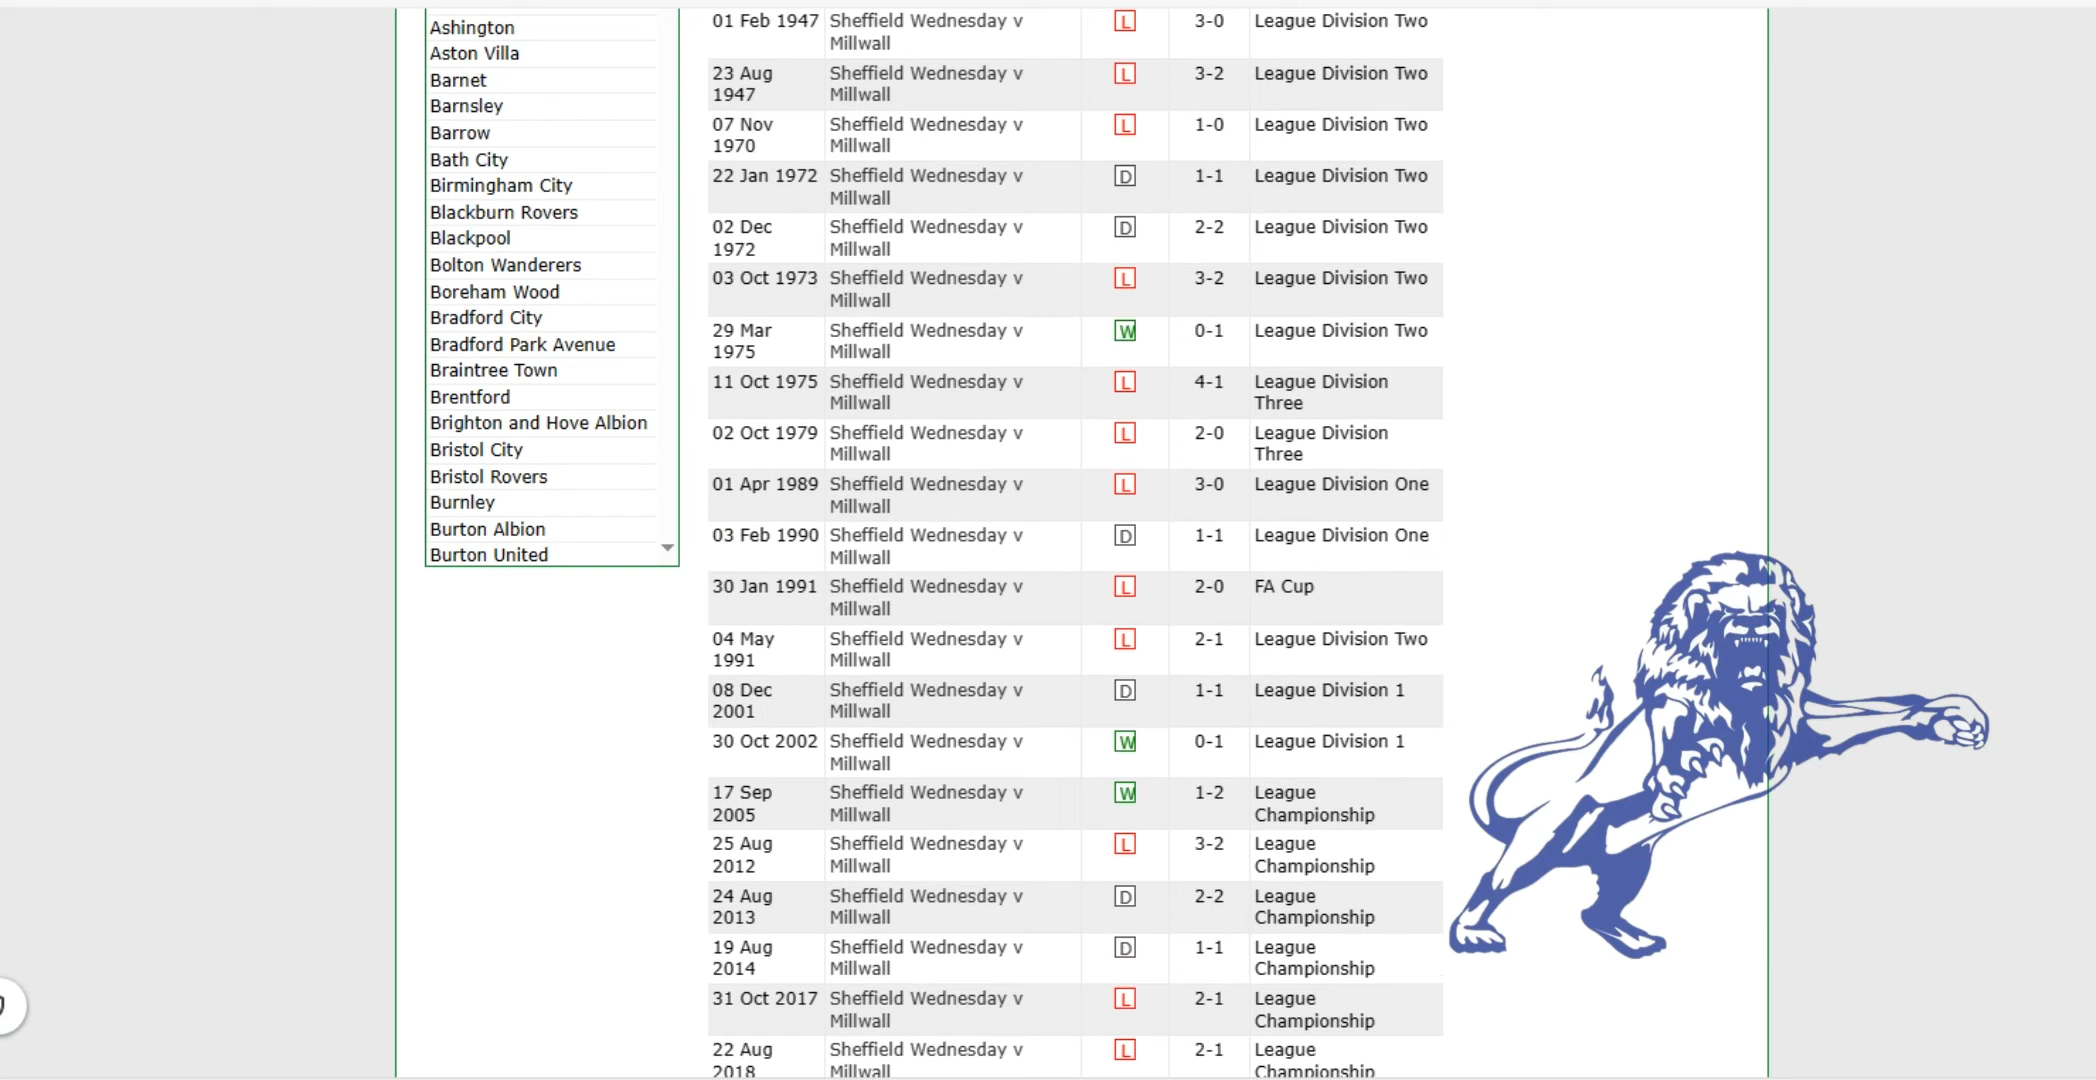 Ashington
Aston Villa
Barnet
Barnsley
Barrow
Bath City
Birmingham City
Blackburn Rovers
Blackpool
Bolton Wanderers
Boreham Wood
Bradford City
Bradford Park Avenue
Braintree Town
Brentford
Brighton and Hove Albion
Bristol City
Bristol Rovers
Burnley
Burton Albion
Burton United
01 Feb 1947 Sheffield Wednesday v L 3-0 League Division Two
Millwall
23 Aug Sheffield Wednesday v L 3-2 League Division Two
1947 Millwall
07 Nov Sheffield Wednesday v L 1-0 League Division Two
1970 Millwall
22 Jan 1972 Sheffield Wednesday v D 1-1 League Division Two
Millwall
02 Dec Sheffield Wednesday v D 2-2 League Division Two
1972 Millwall
03 Oct 1973 Sheffield Wednesday v L 3-2 League Division Two
Millwall
29 Mar Sheffield Wednesday v W 0-1 League Division Two
1975 Millwall
11 Oct 1975 Sheffield Wednesday v L 4-1 League Division
Millwall Three
02 Oct 1979 Sheffield Wednesday v L 2-0 League Division
Millwall Three
01 Apr 1989 Sheffield Wednesday v L 3-0 League Division One
Millwall
03 Feb 1990 Sheffield Wednesday v D 1-1 League Division One
Millwall
30 Jan 1991 Sheffield Wednesday v L 2-0 FA Cup
Millwall
04 May Sheffield Wednesday v L 2-1 League Division Two
1991 Millwall
08 Dec Sheffield Wednesday v D 1-1 League Division 1
2001 Millwall
30 Oct 2002 Sheffield Wednesday v W 0-1 League Division 1
Millwall
17 Sep Sheffield Wednesday v W 1-2 League
2005 Millwall Championship
25 Aug Sheffield Wednesday v L 3-2 League
2012 Millwall Championship
24 Aug Sheffield Wednesday v D 2-2 League
2013 Millwall Championship
19 Aug Sheffield Wednesday v D 1-1 League
2014 Millwall Championship
31 Oct 2017 Sheffield Wednesday v L 2-1 League
Millwall Championship
22 Aug Sheffield Wednesday v L 2-1 League
2018 Millwall Championship